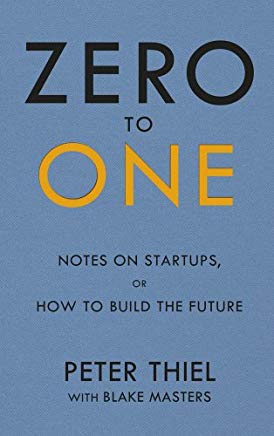 ZERO
TO
ONE
NOTES ON STARTUPS,
OR
HOW TO BUILD THE FUTURE
PETER THIEL
WITH BLAKE MASTERS